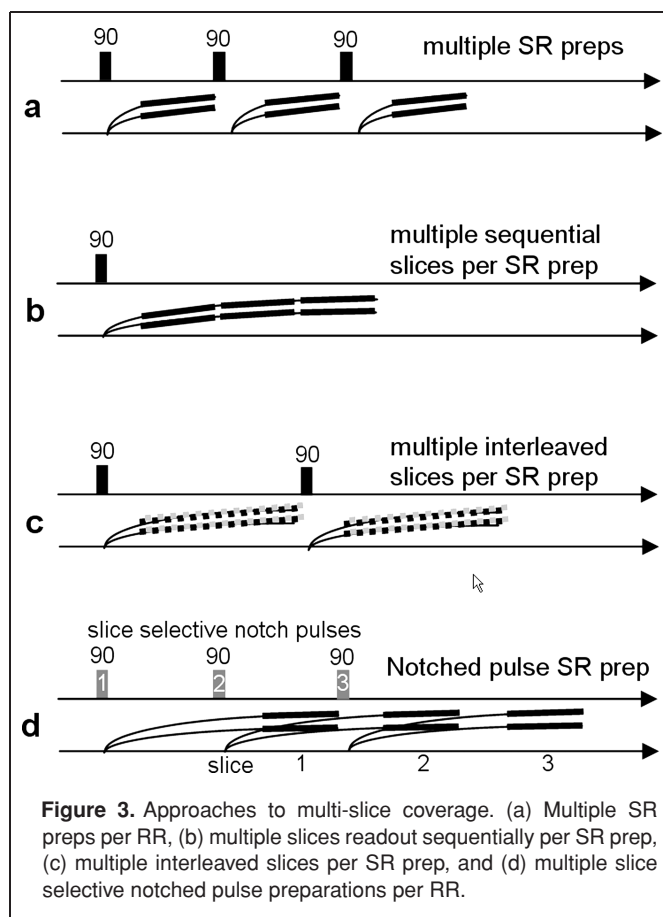 90 90 90 multiple SR preps
a
90 multiple sequential
slices per SR prep
b
90 90 multiple interleaved
slices per SR prep
c
slice selective notch pulses
90 90 90 Notched pulse SR prep
1 2 3
d
slice 1 2 3
Figure 3. Approaches to multi-slice coverage. (a) Multiple SR
preps per RR, (b) multiple slices readout sequentially per SR prep,
(c) multiple interleaved slices per SR prep, and (d) multiple slice
selective notched pulse preparations per RR.